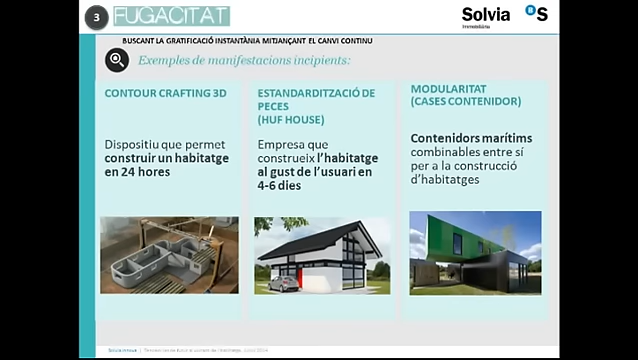 3 FUGACITAT
Solvia
Immobiliària
B S
BUSCANT LA GRATIFICACIÓ INSTANTÀNIA MITJANÇANT EL CANVI CONTINU
Exemples de manifestacions incipients:
CONTOUR CRAFTING 3D
Dispositiu que permet
construir un habitatge
en 24 hores
ESTANDARDITZACIÓ DE
PECES
(HUF HOUSE)
Empresa que
construeix l'habitatge
al gust de l'usuari en
4-6 dies
MODULARITAT
(CASES CONTENIDOR)
Contenidors marítims
combinables entre sí
per a la construcció
d'habitatges